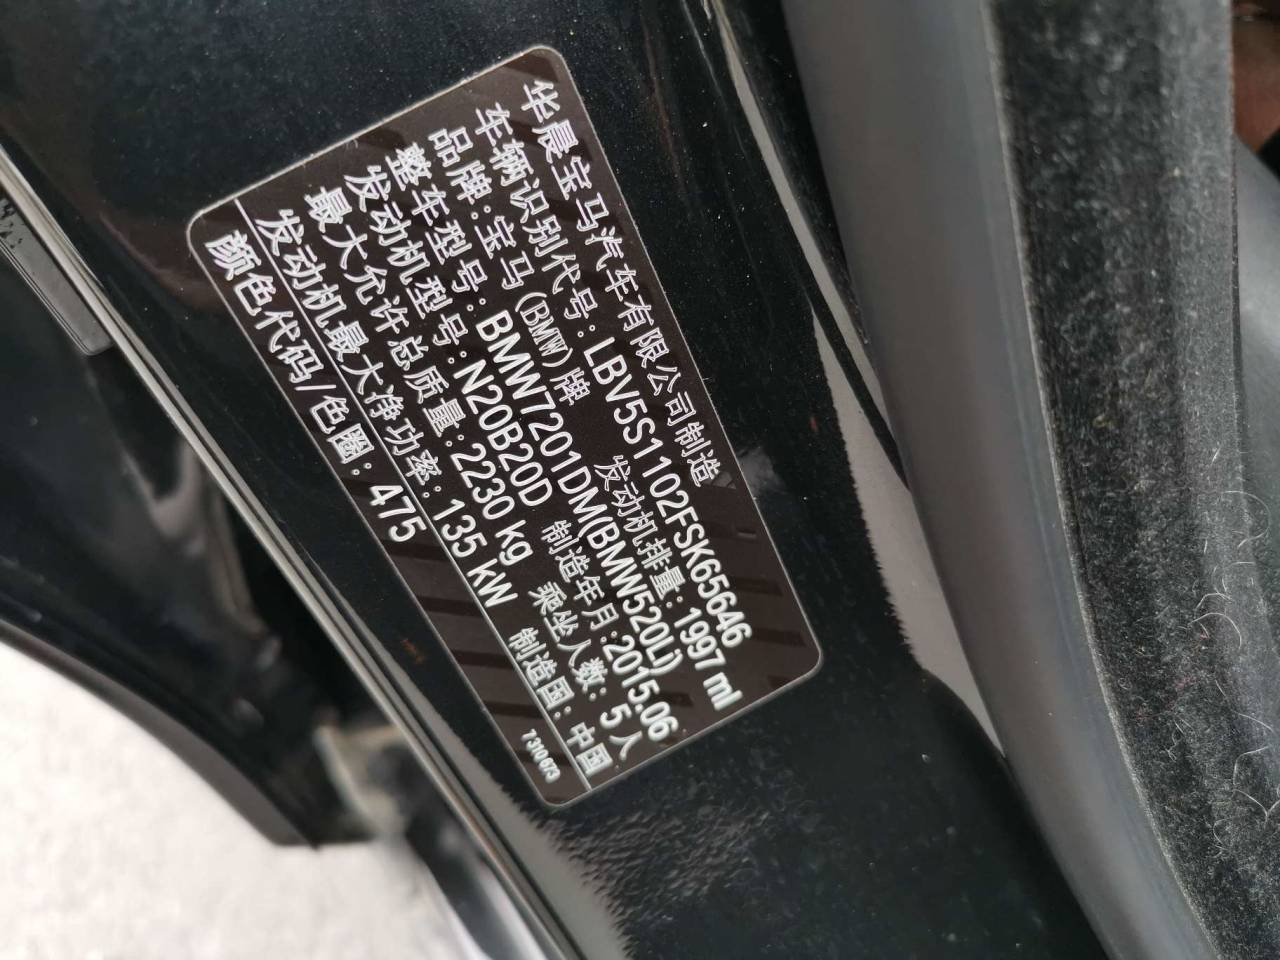 华晨宝马汽车有限公司制造
车辆识别代号：LBV5S1102FSK65646
品牌：宝马(BMW)牌 发动机排量：1997 ml
整车型号：BMW7201DM(BMW520Li)
发动机型号：N20B20D 制造年月：2015.06
最大允许总质量：2230 kg 乘坐人数：5人
发动机最大净功率：135 kW 制造国：中国
颜色代码/色圈：475 7 310 673